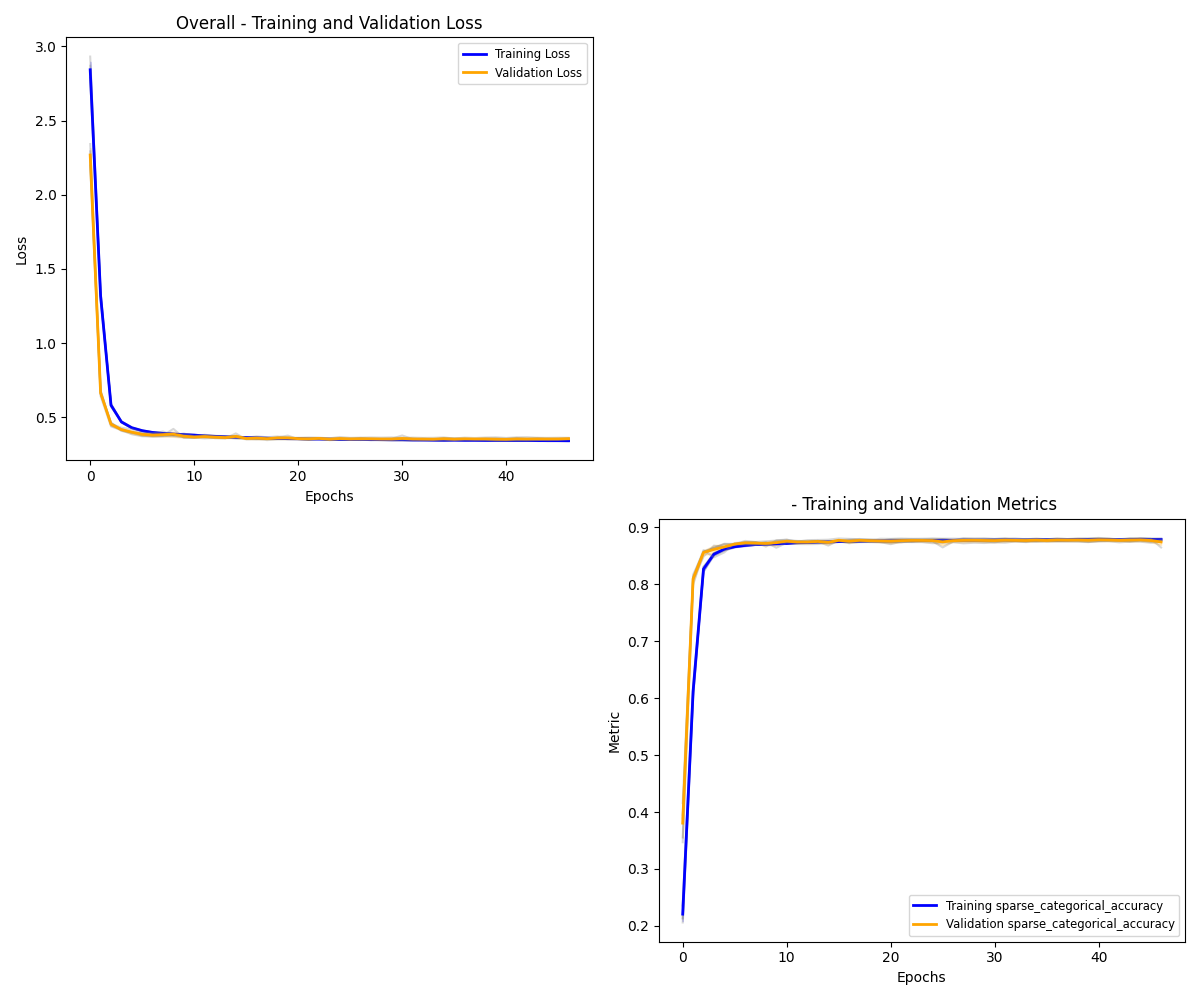 Overall - Training and Validation Loss
Training Loss
Validation Loss
3.0
2.5
2.0
1.5
1.0
0.5
Loss
0 10 20 30 40
Epochs
- Training and Validation Metrics
0.9
0.8
0.7
0.6
0.5
0.4
0.3
0.2
Metric
Training sparse_categorical_accuracy
Validation sparse_categorical_accuracy
0 10 20 30 40
Epochs